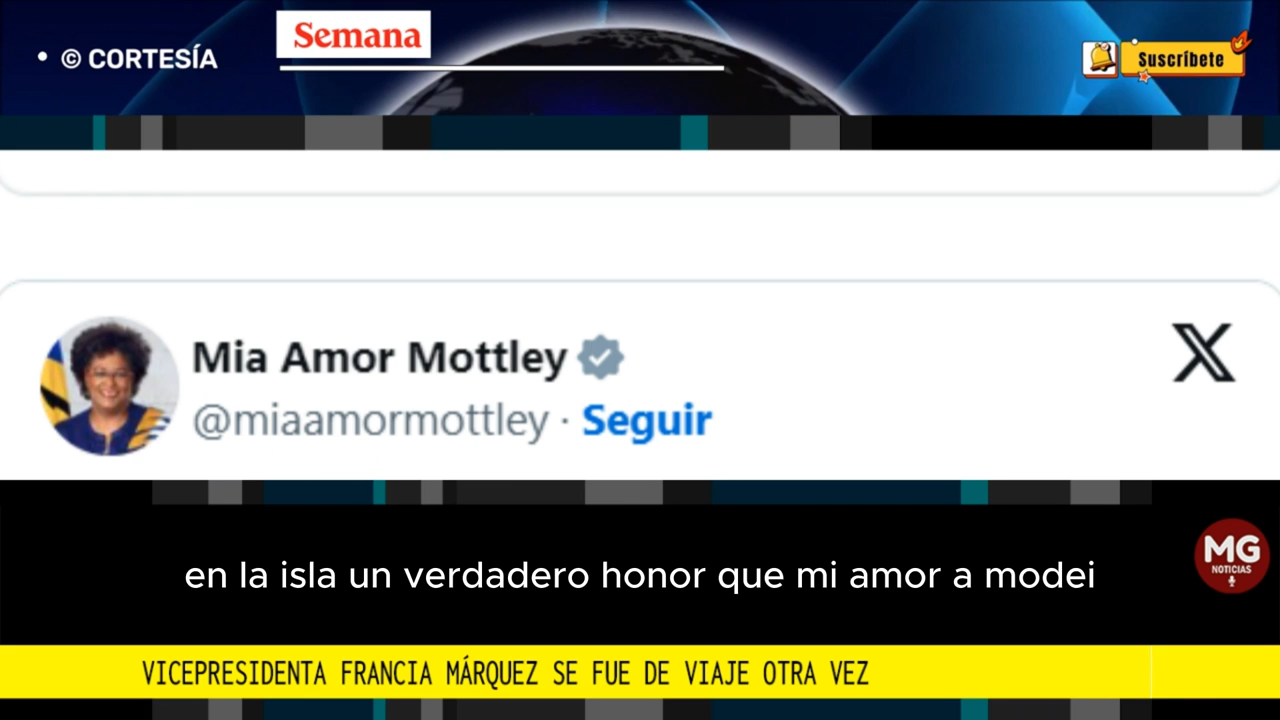 • © CORTESÍA
Semana
Suscríbete
Mia Amor Mottley
@miaamormottley · Seguir
en la isla un verdadero honor que mi amor a modei
MG
NOTICIAS
VICEPRESIDENTA FRANCIA MÁRQUEZ SE FUE DE VIAJE OTRA VEZ